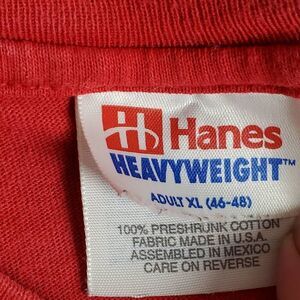 Hanes
HEAVYWEIGHT™
ADULT XL (46-48)
100% PRESHRUNK COTTON
FABRIC MADE IN U.S.A.
ASSEMBLED IN MEXICO
CARE ON REVERSE